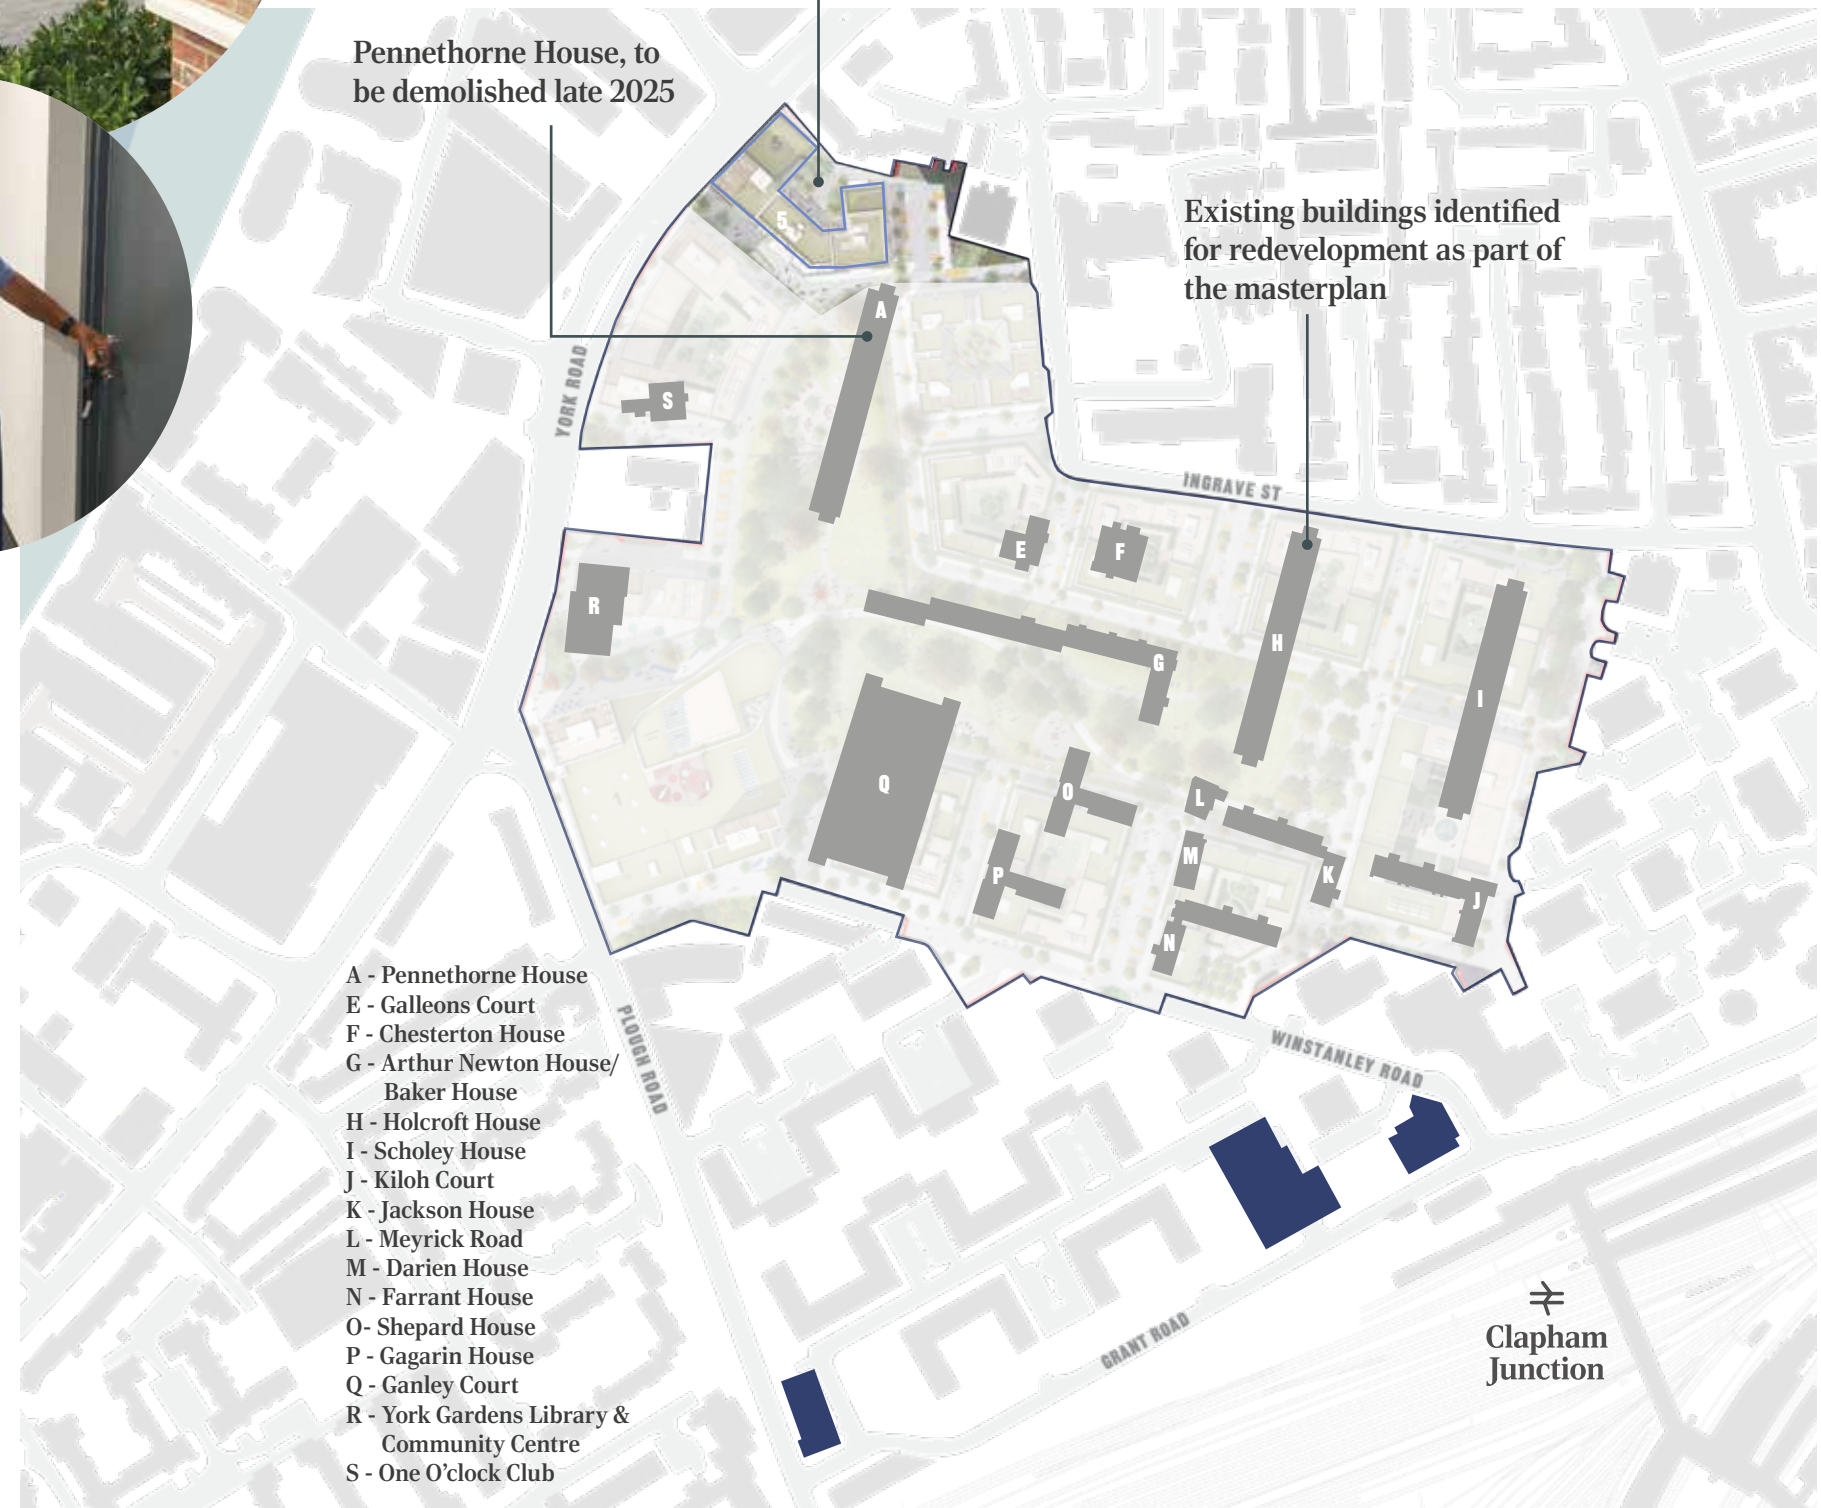 Pennethorne House, to
be demolished late 2025
Existing buildings identified
for redevelopment as part of
the masterplan
5
A
S
YORK ROAD
INGRAVE ST
E
F
R
H
G
I
Q
O
L
M
P
K
J
N
A - Pennethorne House
E - Galleons Court
F - Chesterton House
G - Arthur Newton House/
Baker House
H - Holcroft House
I - Scholey House
J - Kiloh Court
K - Jackson House
L - Meyrick Road
M - Darien House
N - Farrant House
O- Shepard House
P - Gagarin House
Q - Ganley Court
R - York Gardens Library &
Community Centre
S - One O’clock Club
PLOUGH ROAD
WINSTANLEY ROAD
GRANT ROAD
Clapham
Junction